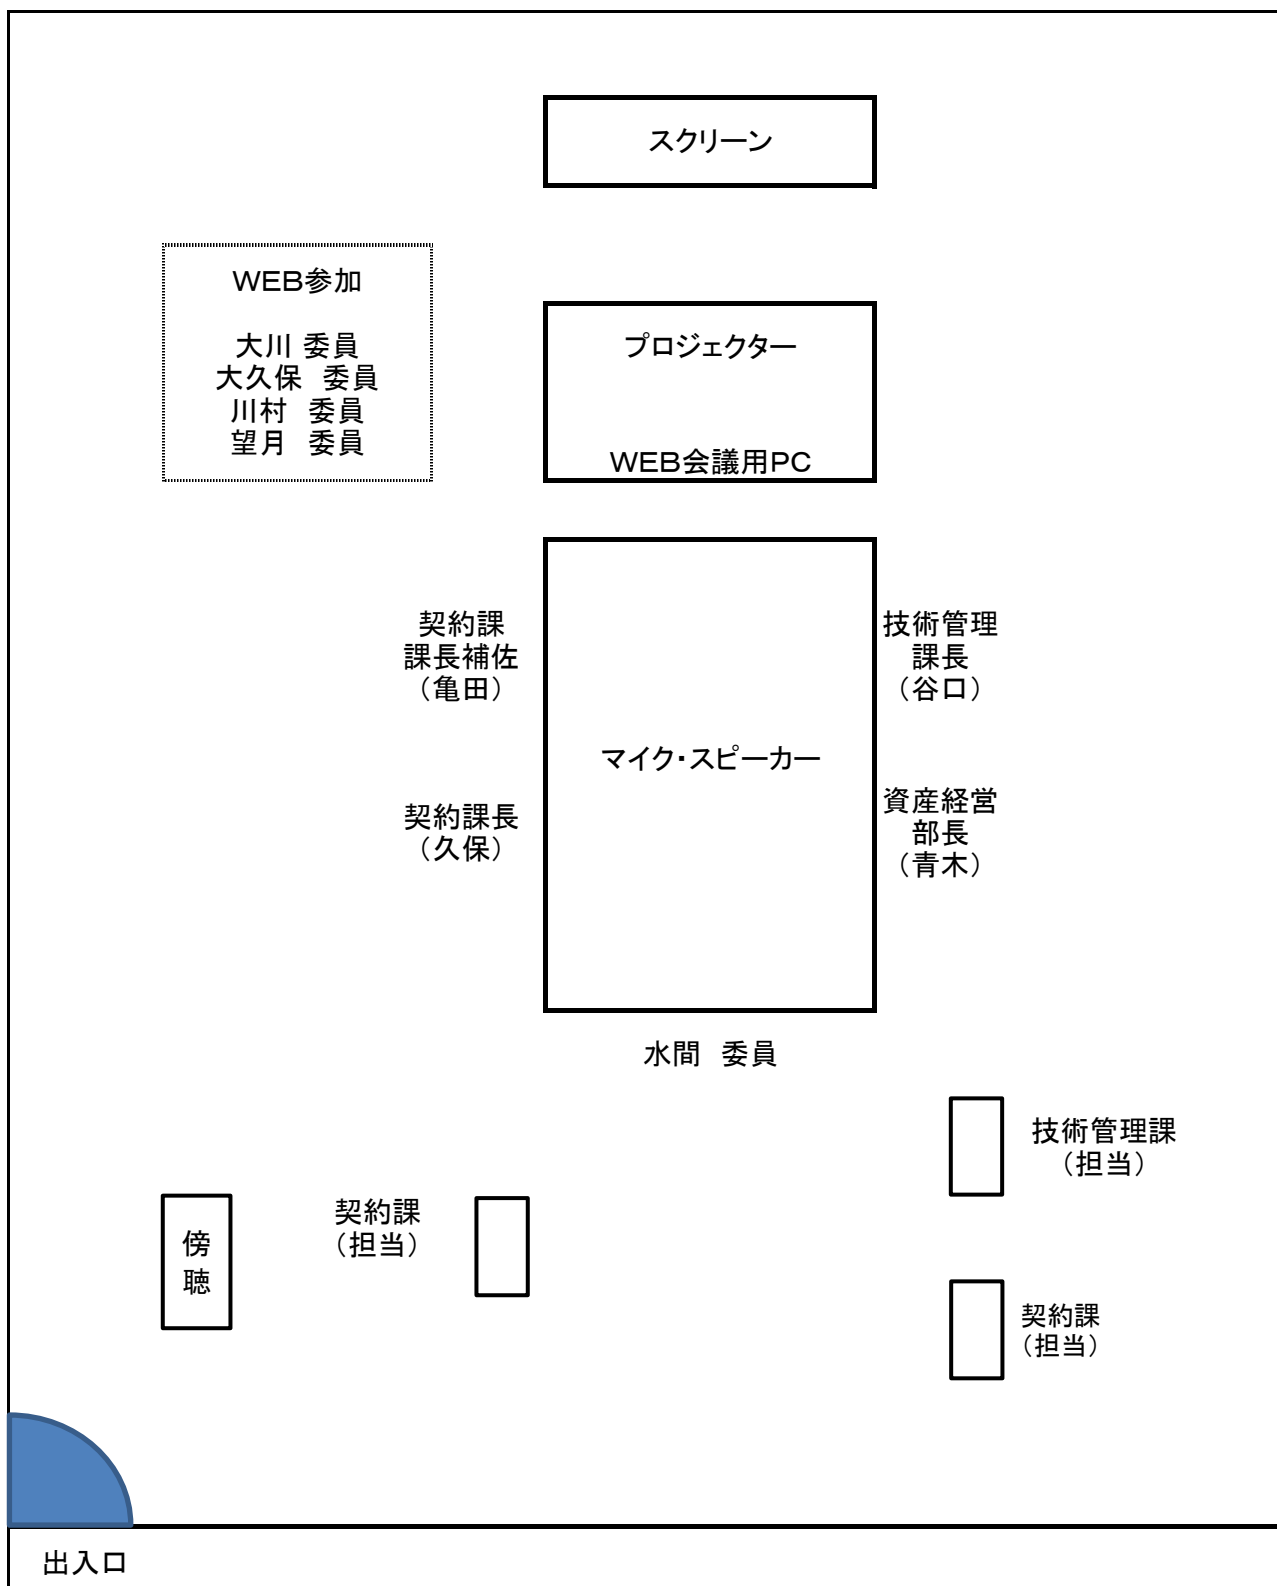 スクリーン
WEB参加
大川 委員
大久保　委員
川村　委員
望月　委員
プロジェクター
WEB会議用PC
契約課
課長補佐
（亀田）
技術管理
課長
（谷口）
マイク・スピーカー
契約課長
（久保）
資産経営
部長
（青木）
水間　委員
技術管理課
（担当）
契約課
（担当）
傍
聴
契約課
（担当）
出入口